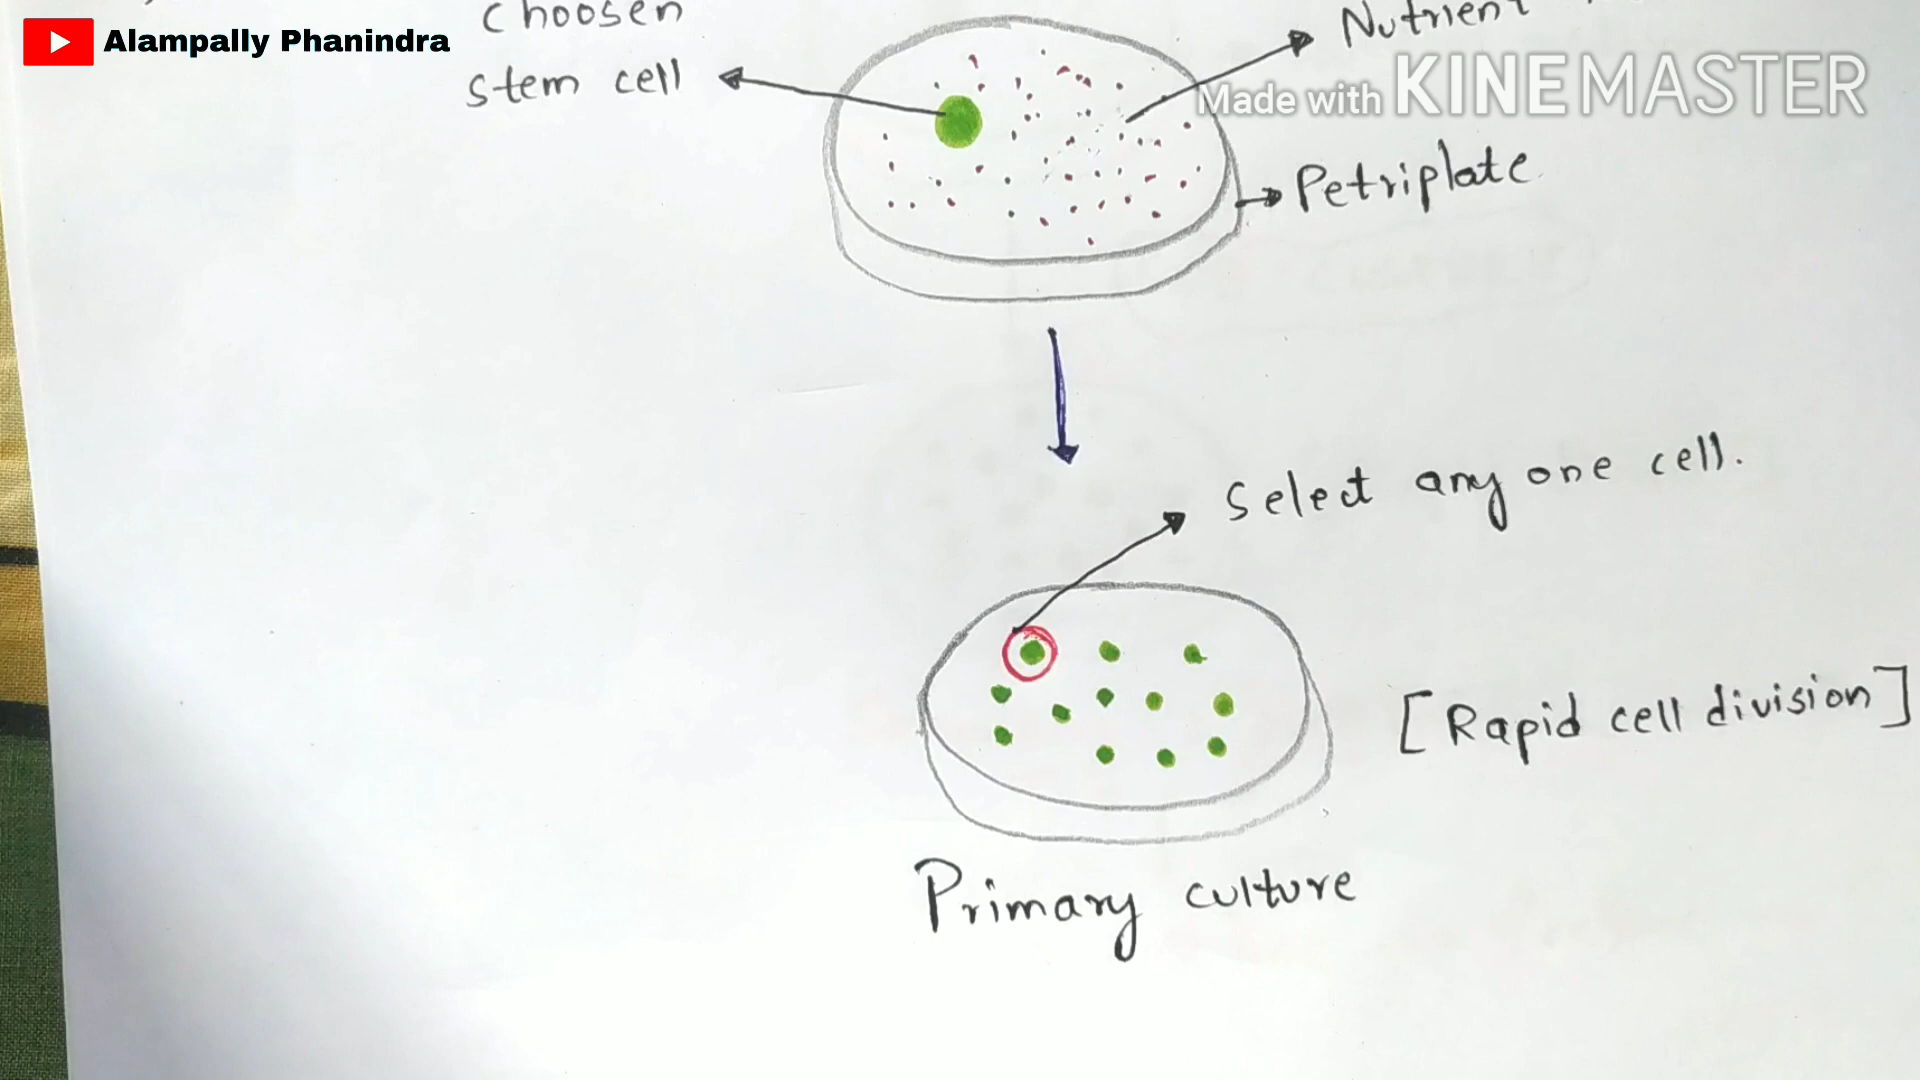 Alampally Phanindra
Choosen
stem cell
Nutrient
Made with KINEMASTER
Petriplate
Select any one cell.
[Rapid cell division]
Primary culture